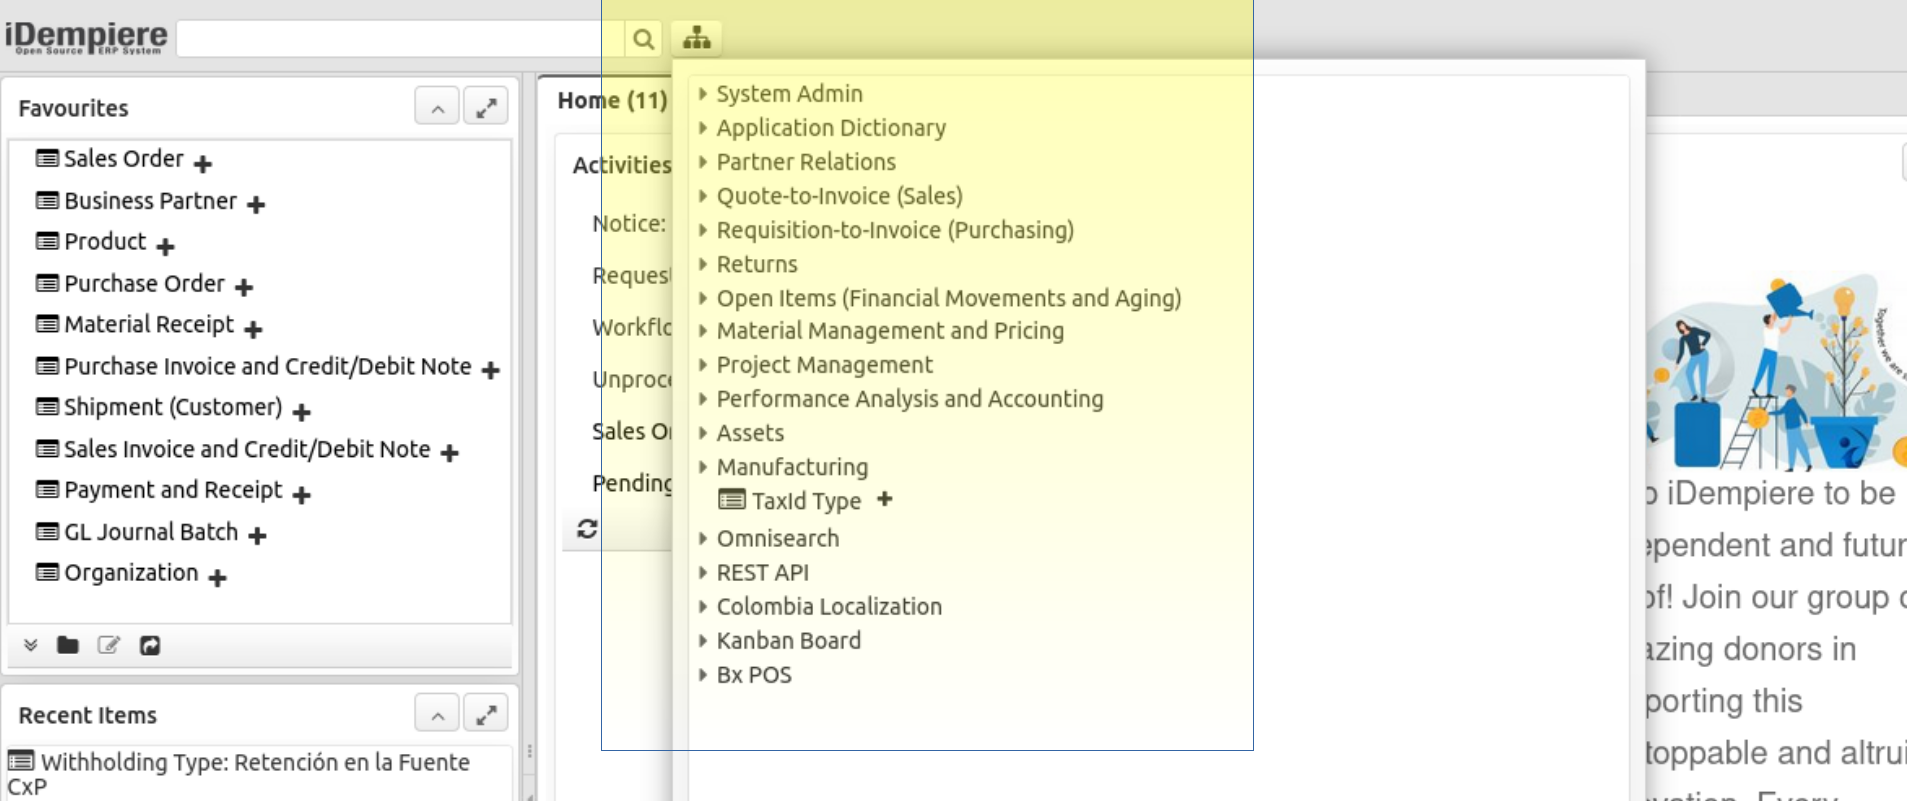 iDempiere
Open Source ERP System
Favourites
Sales Order
Business Partner
Product
Purchase Order
Material Receipt
Purchase Invoice and Credit/Debit Note
Shipment (Customer)
Sales Invoice and Credit/Debit Note
Payment and Receipt
GL Journal Batch
Organization
Recent Items
Withholding Type: Retención en la Fuente
CxP
Home (11)
Activities
Notice:
Request
Workflo
Unproce
Sales Or
Pending
System Admin
Application Dictionary
Partner Relations
Quote-to-Invoice (Sales)
Requisition-to-Invoice (Purchasing)
Returns
Open Items (Financial Movements and Aging)
Material Management and Pricing
Project Management
Performance Analysis and Accounting
Assets
Manufacturing
TaxId Type
Omnisearch
REST API
Colombia Localization
Kanban Board
Bx POS
Together we are
iDempiere to be
ependent and futur
of! Join our group
azing donors in
porting this
toppable and altrui